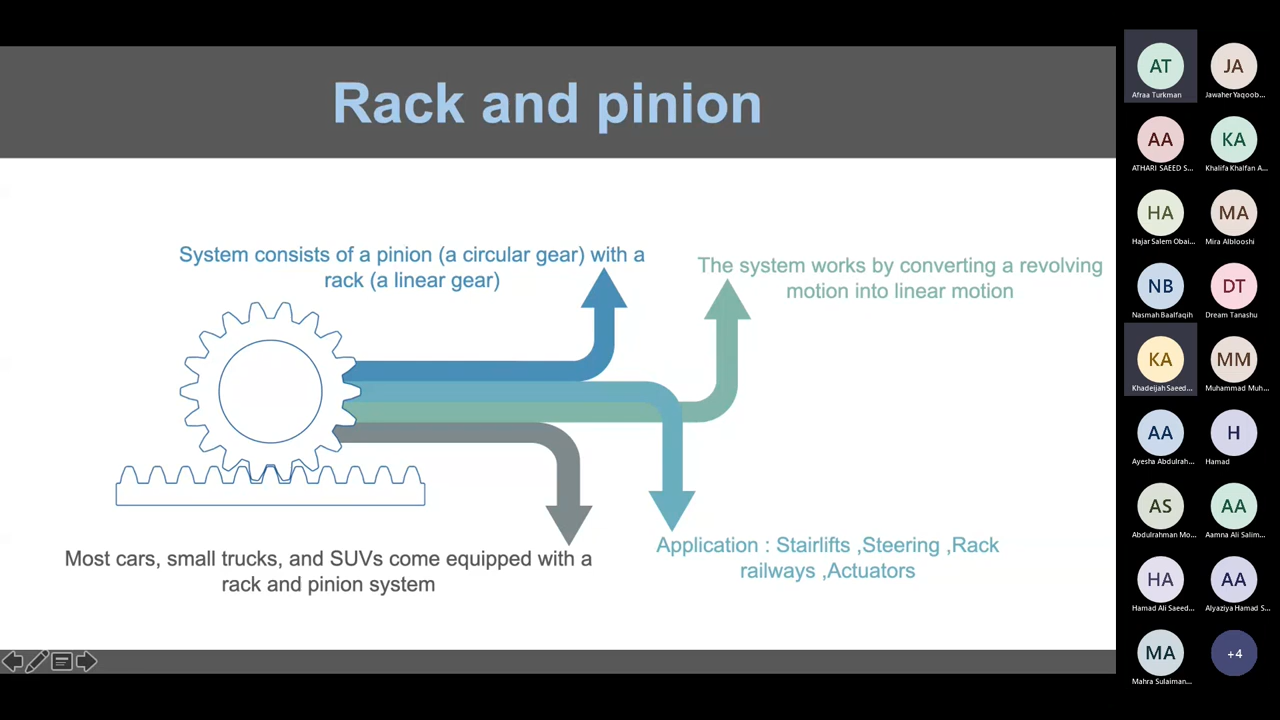 Rack and pinion
System consists of a pinion (a circular gear) with a
rack (a linear gear)
The system works by converting a revolving
motion into linear motion
Most cars, small trucks, and SUVs come equipped with a
rack and pinion system
Application : Stairlifts ,Steering ,Rack
railways ,Actuators
AT
Afraa Turkman
JA
Jawaher Yaqoob...
AA
ATHARI SAEED S...
KA
Khalifa Khalfan A...
HA
Hajar Salem Obai...
MA
Mira Alblooshi
NB
Nasmah Baalfaqih
DT
Dream Tanashu
KA
Khadeijah Saeed...
MM
Muhammad Muh...
AA
Ayesha Abdulrah...
H
Hamad
AS
Abdulrahman Mo...
AA
Aamna Ali Salim...
HA
Hamad Ali Saeed...
AA
Alyaziya Hamad S...
MA
Mahra Sulaiman...
+4